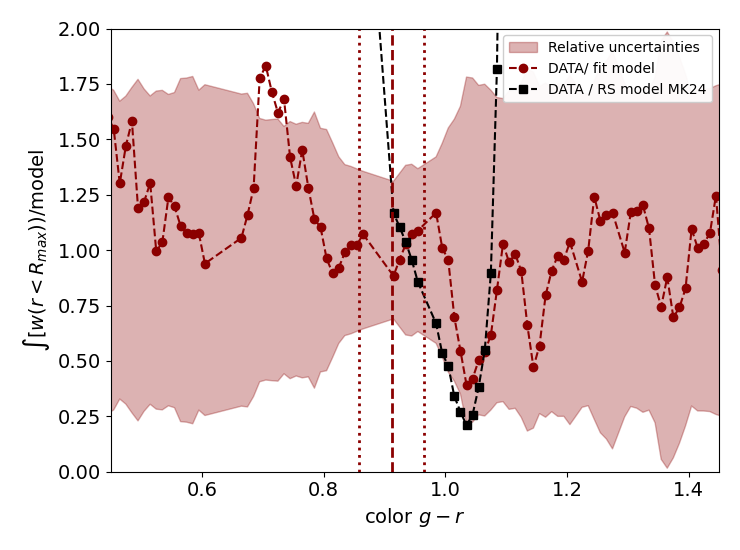 ∫[w(r < R_{max}))/model
2.00
1.75
1.50
1.25
1.00
0.75
0.50
0.25
0.00
Relative uncertainties
DATA/ fit model
DATA / RS model MK24
0.6 0.8 1.0 1.2 1.4
color g − r